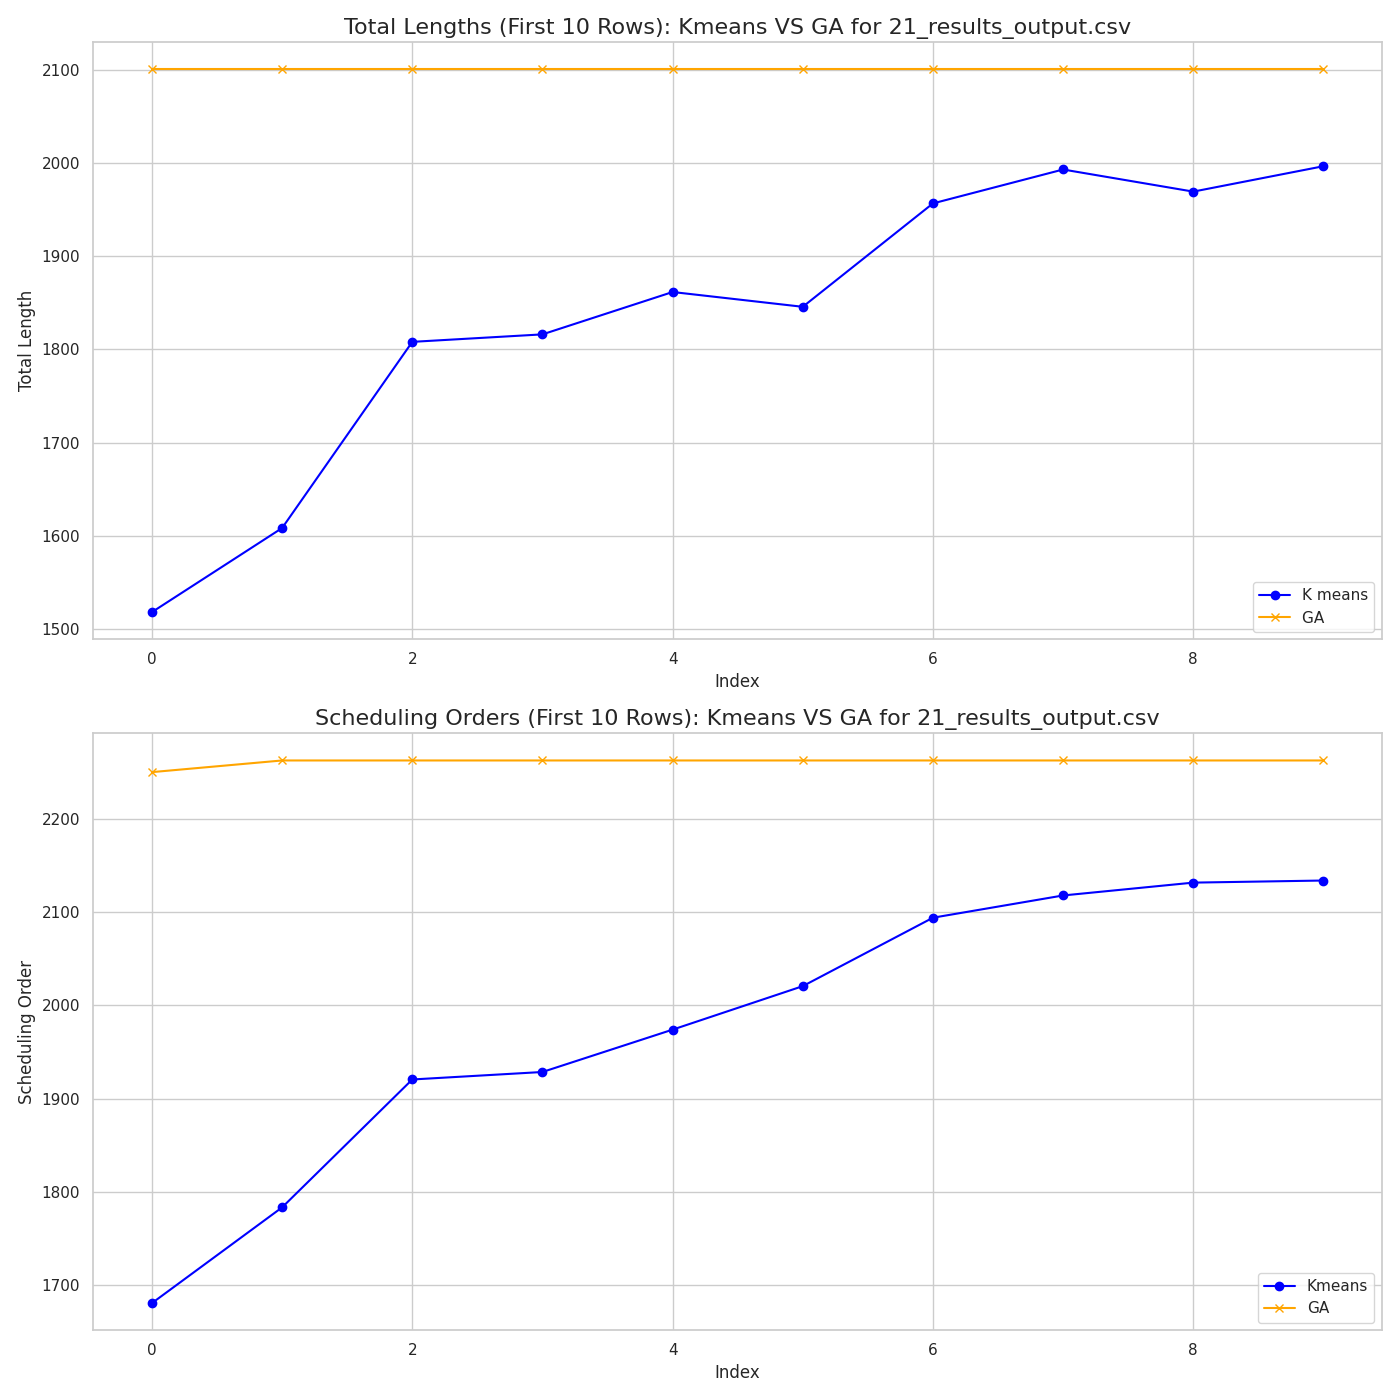 Total Lengths (First 10 Rows): Kmeans VS GA for 21_results_output.csv
2100
2000
1900
1800
1700
1600
1500
Total Length
K means
GA
0 2 4 6 8
Index
Scheduling Orders (First 10 Rows): Kmeans VS GA for 21_results_output.csv
2200
2100
2000
1900
1800
1700
Scheduling Order
Kmeans
GA
0 2 4 6 8
Index